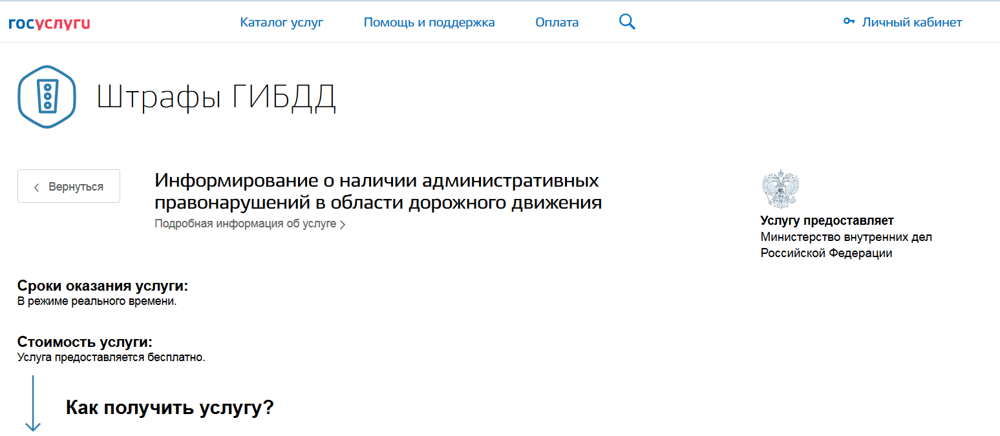 госуслуги
Каталог услуг
Помощь и поддержка
Оплата
Личный кабинет
Штрафы ГИБДД
Вернуться
Информирование о наличии административных
правонарушений в области дорожного движения
Подробная информация об услуге
Услугу предоставляет
Министерство внутренних дел
Российской Федерации
Сроки оказания услуги:
В режиме реального времени.
Стоимость услуги:
Услуга предоставляется бесплатно.
Как получить услугу?